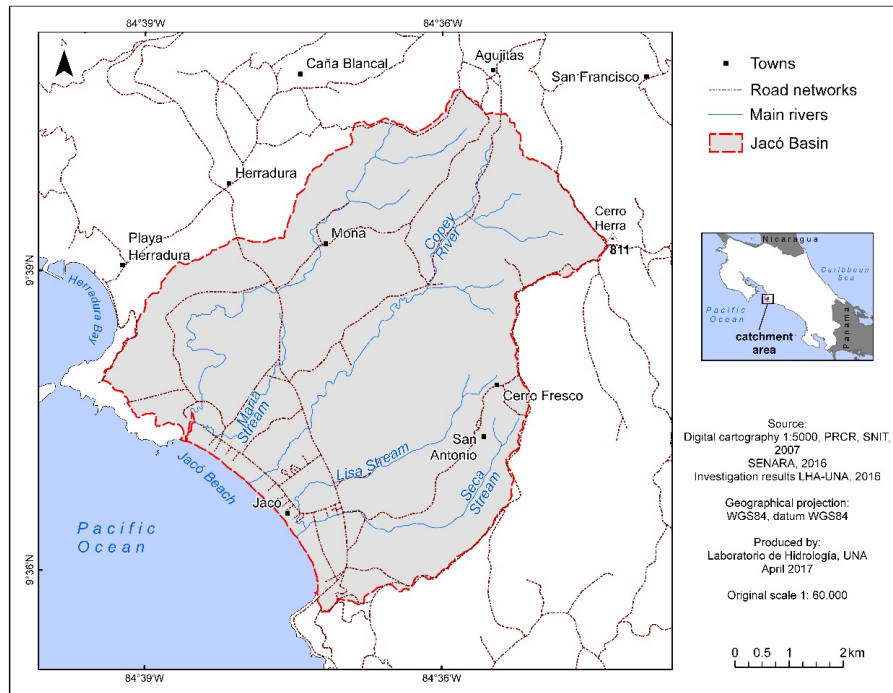 84°39'W
84°36'W
N
Caña Blancal
Agujitas
San Francisco
Herradura
Playa
Herradura
Mona
Copey
River
Cerro
Herra
811
9°39'N
Herradura Bay
María
Stream
Cerro Fresco
San
Antonio
Lisa Stream
Seca
Stream
Jacó Beach
Jacó
Pacific
Ocean
9°36'N
84°39'W
84°36'W
Towns
Road networks
Main rivers
Jacó Basin
Nicaragua
Caribbean
Sea
Pacific
Ocean
Panama
catchment
area
Source:
Digital cartography 1:5000, PRCR, SNIT,
2007
SENARA, 2016
Investigation results LHA-UNA, 2016
Geographical projection:
WGS84, datum WGS84
Produced by:
Laboratorio de Hidrología, UNA
April 2017
Original scale 1: 60.000
0 0.5 1 2 km